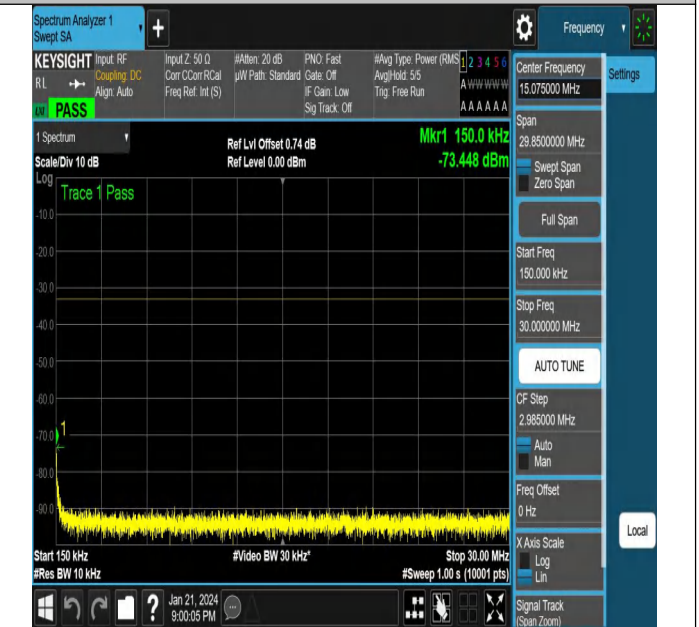 Spectrum Analyzer 1
Swept SA
+
Frequency
KEYSIGHT
RL
PASS
Input: RF
Coupling: DC
Align: Auto
Input Z: 50 Ω
Corr CCorr RCal
Freq Ref: Int (S)
#Atten: 20 dB
µW Path: Standard
PNO: Fast
Gate: Off
IF Gain: Low
Sig Track: Off
#Avg Type: Power (RMS
Avg|Hold: 5/5
Trig: Free Run
1 2 3 4 5 6
A W W W W W
A A A A A A
1 Spectrum
Scale/Div 10 dB
Ref Lvl Offset 0.74 dB
Ref Level 0.00 dBm
Mkr1 150.0 kHz
-73.448 dBm
Log
Trace 1 Pass
-10.0
-20.0
-30.0
-40.0
-50.0
-60.0
-70.0
-80.0
-90.0
1
Start 150 kHz
#Res BW 10 kHz
#Video BW 30 kHz*
Stop 30.00 MHz
#Sweep 1.00 s (10001 pts)
Jan 21, 2024
9:00:05 PM
Center Frequency
15.075000 MHz
Settings
Span
29.8500000 MHz
Swept Span
Zero Span
Full Span
Start Freq
150.000 kHz
Stop Freq
30.000000 MHz
AUTO TUNE
CF Step
2.985000 MHz
Auto
Man
Freq Offset
0 Hz
X Axis Scale
Log
Lin
Local
Signal Track
(Span Zoom)